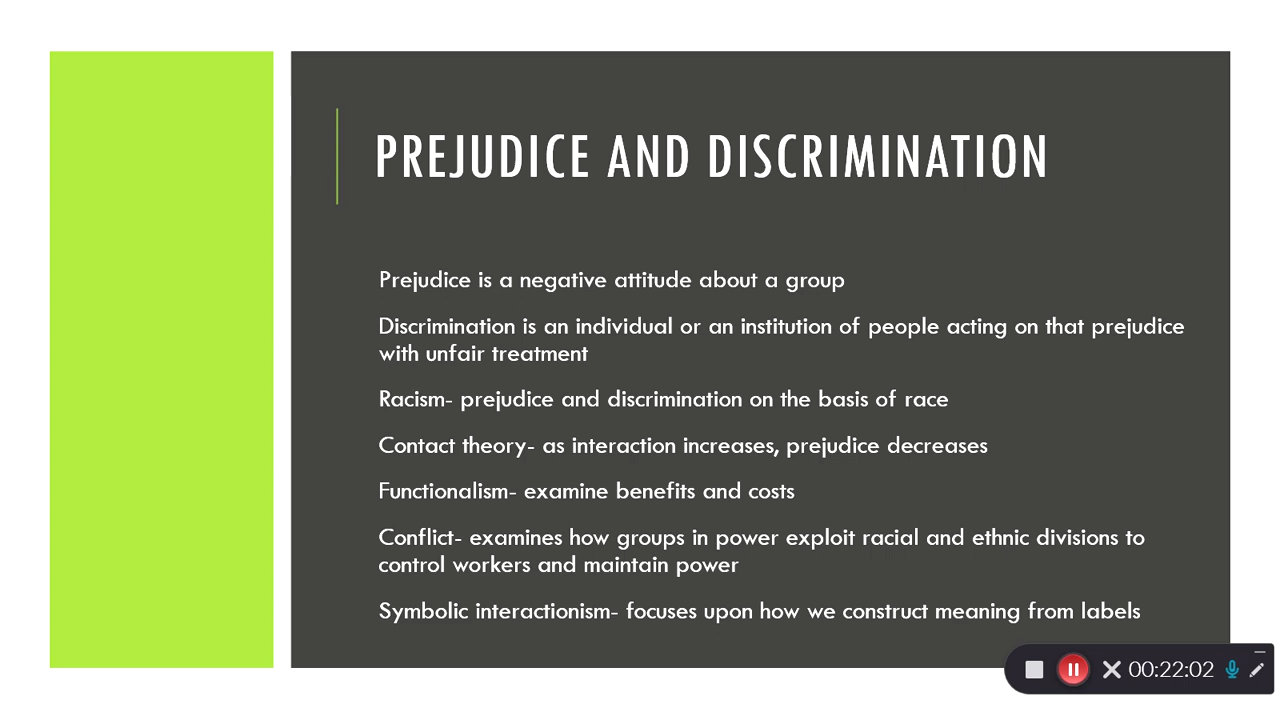 PREJUDICE AND DISCRIMINATION
Prejudice is a negative attitude about a group
Discrimination is an individual or an institution of people acting on that prejudice
with unfair treatment
Racism- prejudice and discrimination on the basis of race
Contact theory- as interaction increases, prejudice decreases
Functionalism- examine benefits and costs
Conflict- examines how groups in power exploit racial and ethnic divisions to
control workers and maintain power
Symbolic interactionism- focuses upon how we construct meaning from labels
00:22:02